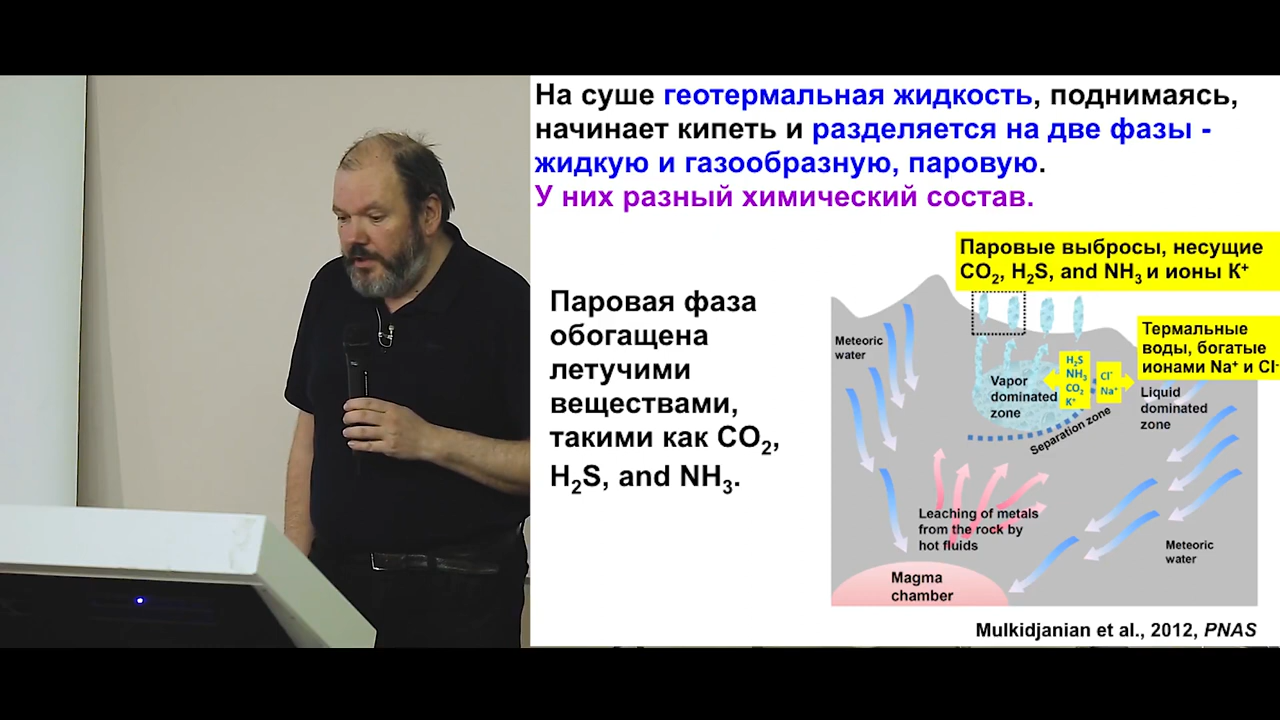 На суше геотермальная жидкость, поднимаясь,
начинает кипеть и разделяется на две фазы -
жидкую и газообразную, паровую.
У них разный химический состав.
Паровые выбросы, несущие
CO2, H2S, and NH3 и ионы К+
Паровая фаза
обогащена
летучими
веществами,
такими как CO2,
H2S, and NH3.
Термальные
воды, богатые
ионами Na+ и Cl-
Meteoric
water
H2S
NH3
CO2
K+
Cl-
Na+
Vapor
dominated
zone
Liquid
dominated
zone
Separation zone
Leaching of metals
from the rock by
hot fluids
Meteoric
water
Magma
chamber
Mulkidjanian et al., 2012, PNAS